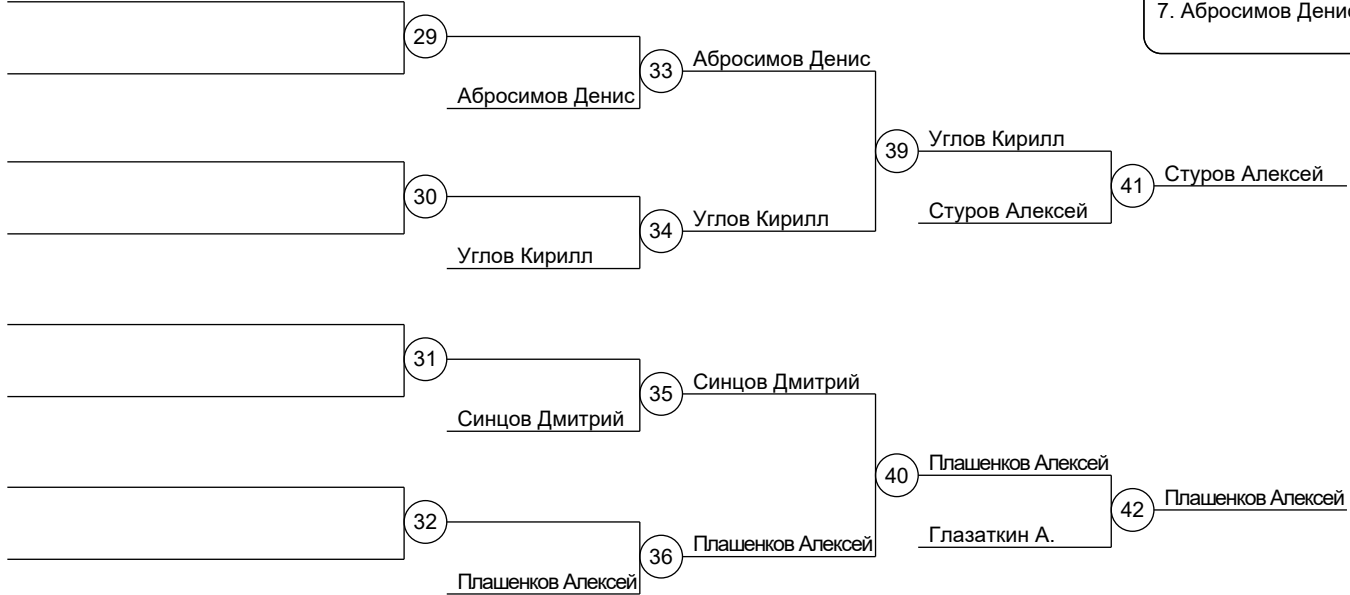 7. Абросимов Денис
29
33
Абросимов Денис
Абросимов Денис
39
Углов Кирилл
41
Стуров Алексей
30
34
Углов Кирилл
Стуров Алексей
Углов Кирилл
31
35
Синцов Дмитрий
Синцов Дмитрий
40
Плашенков Алексей
42
Плашенков Алексей
32
36
Плашенков Алексей
Глазаткин А.
Плашенков Алексей